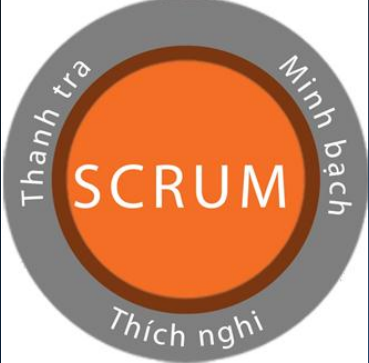 Thanh tra
Minh bạch
SCRUM
Thích nghi